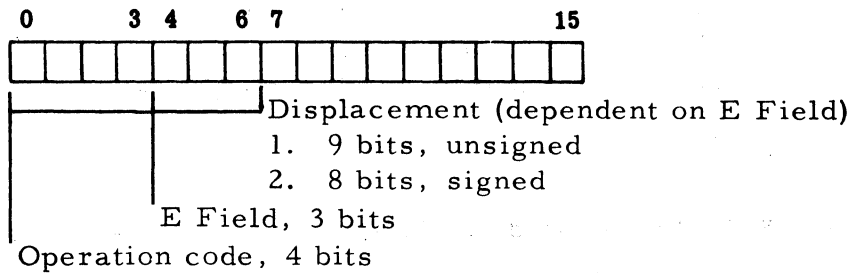 0 3 4 6 7 15
Displacement (dependent on E Field)
1. 9 bits, unsigned
2. 8 bits, signed
E Field, 3 bits
Operation code, 4 bits